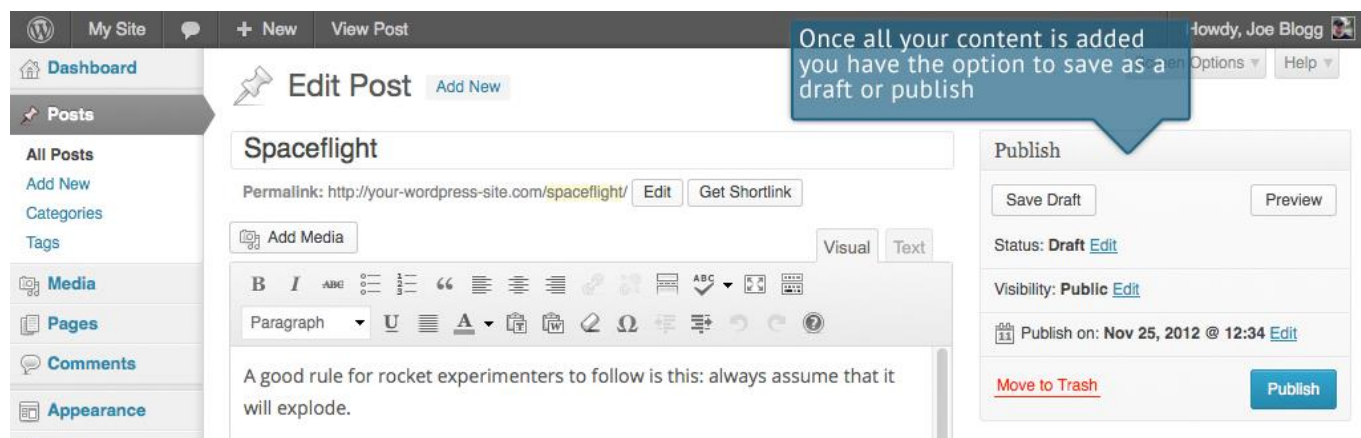 My Site + New View Post Howdy, Joe Blogg
Once all your content is added
you have the option to save as a
draft or publish
Options Help
Dashboard
Posts
All Posts
Add New
Categories
Tags
Media
Pages
Comments
Appearance
Edit Post Add New
Spaceflight
Permalink: http://your-wordpress-site.com/spaceflight/ Edit Get Shortlink
Add Media
Visual Text
B I ABE “ ABC
Paragraph U A T W Ω ?
A good rule for rocket experimenters to follow is this: always assume that it
will explode.
Publish
Save Draft Preview
Status: Draft Edit
Visibility: Public Edit
11 Publish on: Nov 25, 2012 @ 12:34 Edit
Move to Trash Publish